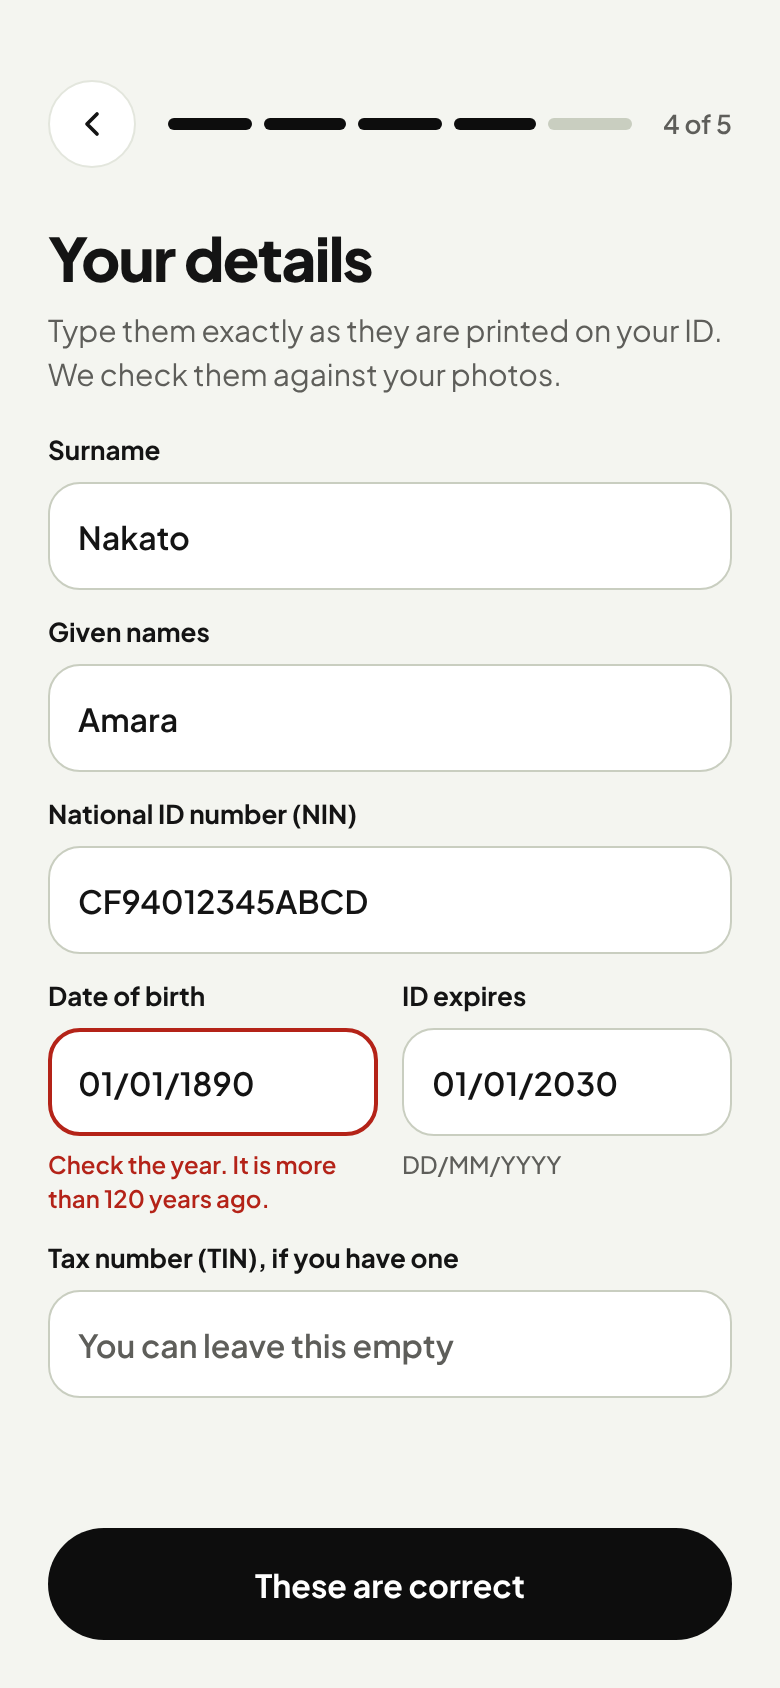 4 of 5
Your details
Type them exactly as they are printed on your ID.
We check them against your photos.
Surname
Nakato
Given names
Amara
National ID number (NIN)
CF94012345ABCD
Date of birth
ID expires
01/01/1890
01/01/2030
Check the year. It is more
than 120 years ago.
DD/MM/YYYY
Tax number (TIN), if you have one
You can leave this empty
These are correct